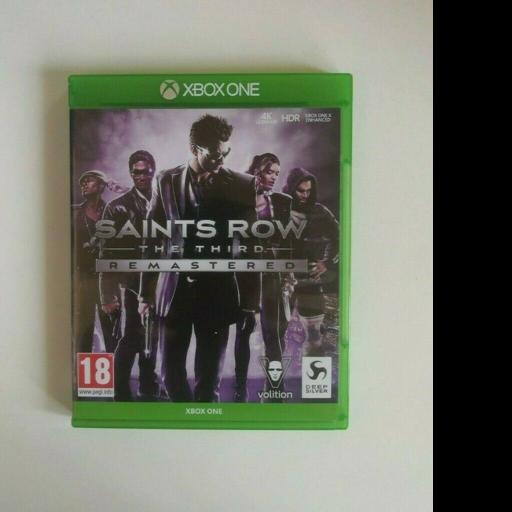 XBOX ONE
4K
HDR
XBOX ONE X
ENHANCED
SAINTS ROW
THE THIRD
REMASTERED
18
www.pegi.info
volition
DEEP
SILVER
XBOX ONE